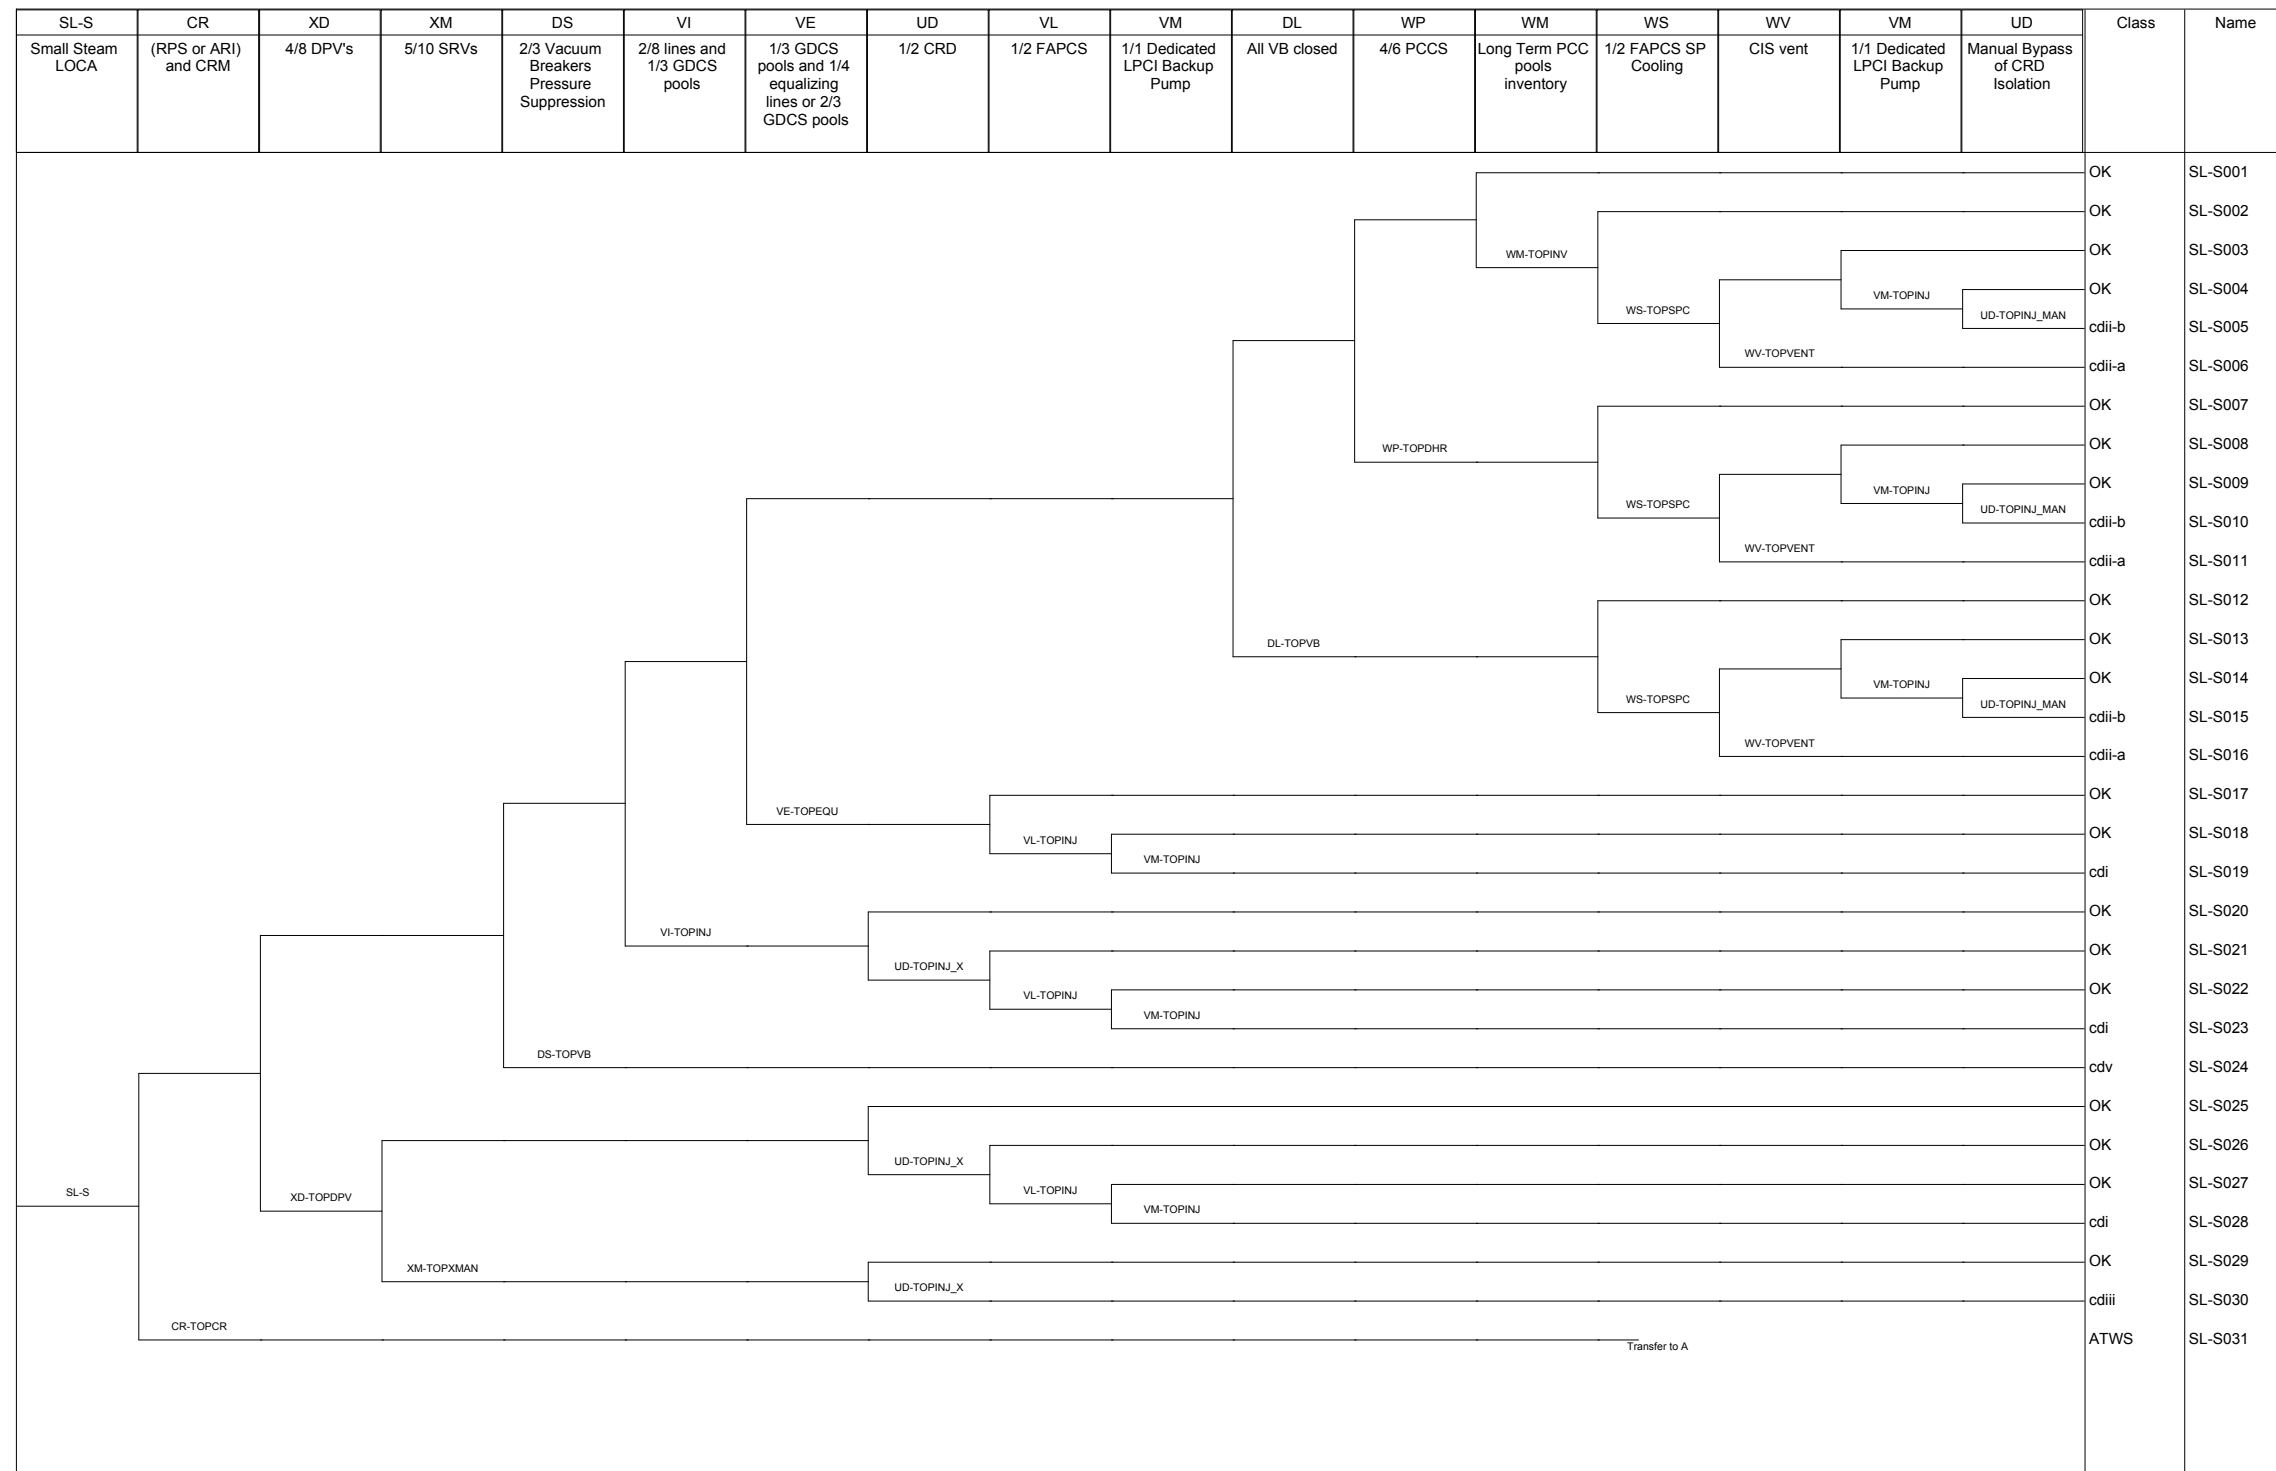 SL-S CR XD XM DS VI VE UD VL VM DL WP WM WS WV VM UD Class Name
Small Steam
LOCA
(RPS or ARI)
and CRM
4/8 DPV's
5/10 SRVs
2/3 Vacuum
Breakers
Pressure
Suppression
2/8 lines and
1/3 GDCS
pools
1/3 GDCS
pools and 1/4
equalizing
lines or 2/3
GDCS pools
1/2 CRD
1/2 FAPCS
1/1 Dedicated
LPCI Backup
Pump
All VB closed
4/6 PCCS
Long Term PCC
pools
inventory
1/2 FAPCS SP
Cooling
CIS vent
1/1 Dedicated
LPCI Backup
Pump
Manual Bypass
of CRD
Isolation
OK SL-S001
OK SL-S002
WM-TOPINV
OK SL-S003
OK SL-S004
VM-TOPINJ
WS-TOPSPC
UD-TOPINJ_MAN
cdii-b SL-S005
WV-TOPVENT
cdii-a SL-S006
OK SL-S007
OK SL-S008
WP-TOPDHR
OK SL-S009
VM-TOPINJ
WS-TOPSPC
UD-TOPINJ_MAN
cdii-b SL-S010
WV-TOPVENT
cdii-a SL-S011
OK SL-S012
OK SL-S013
DL-TOPVB
OK SL-S014
VM-TOPINJ
WS-TOPSPC
UD-TOPINJ_MAN
cdii-b SL-S015
WV-TOPVENT
cdii-a SL-S016
OK SL-S017
VE-TOPEQU
OK SL-S018
VL-TOPINJ
VM-TOPINJ
cdi SL-S019
OK SL-S020
VI-TOPINJ
OK SL-S021
UD-TOPINJ_X
OK SL-S022
VL-TOPINJ
VM-TOPINJ
cdi SL-S023
DS-TOPVB
cdv SL-S024
OK SL-S025
OK SL-S026
UD-TOPINJ_X
OK SL-S027
SL-S
XD-TOPDPV
VL-TOPINJ
VM-TOPINJ
cdi SL-S028
OK SL-S029
XM-TOPXMAN
UD-TOPINJ_X
cdiii SL-S030
CR-TOPCR
ATWS SL-S031
Transfer to A